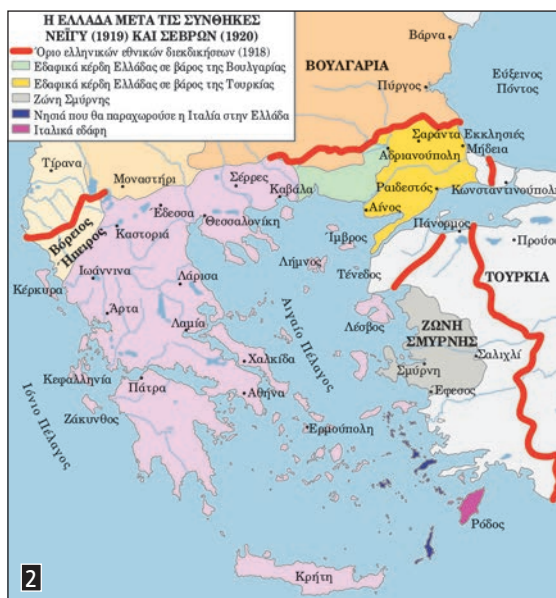 Η ΕΛΛΑΔΑ ΜΕΤΑ ΤΙΣ ΣΥΝΘΗΚΕΣ
ΝΕΪΓΥ (1919) ΚΑΙ ΣΕΒΡΩΝ (1920)
Όριο ελληνικών εθνικών διεκδικήσεων (1918)
Εδαφικά κέρδη Ελλάδας σε βάρος της Βουλγαρίας
Εδαφικά κέρδη Ελλάδας σε βάρος της Τουρκίας
Ζώνη Σμύρνης
Νησιά που θα παραχωρούσε η Ιταλία στην Ελλάδα
Ιταλικά εδάφη
Βάρνα
ΒΟΥΛΓΑΡΙΑ
Εύξεινος
Πόντος
Πύργος
Σαράντα Εκκλησιές
Μήδεια
Αδριανούπολη
Τίρανα
Μοναστήρι
Σέρρες
Καβάλα
Ραιδεστός
Κωνσταντινούπολη
Αίνος
Έδεσσα
Θεσσαλονίκη
Καστοριά
Βόρειος
Ήπειρος
Πάνορμος
Προύσα
Ίμβρος
Λήμνος
Τένεδος
ΤΟΥΡΚΙΑ
Ιωάννινα
Κέρκυρα
Λάρισα
Άρτα
Λαμία
Αιγαίο Πέλαγος
Λέσβος
ΖΩΝΗ
ΣΜΥΡΝΗΣ
Σαλιχλί
Σμύρνη
Έφεσος
Χαλκίδα
Κεφαλληνία
Πάτρα
Αθήνα
Ζάκυνθος
Ιόνιο Πέλαγος
Ερμούπολη
Ρόδος
Κρήτη
2